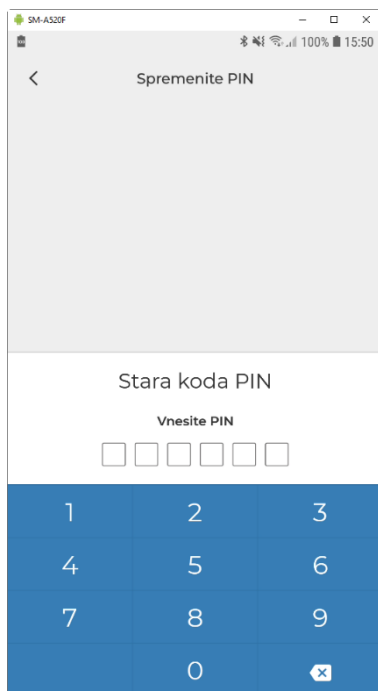 SM-A520F
100% 15:50
Spremenite PIN
Stara koda PIN
Vnesite PIN
1 2 3
4 5 6
7 8 9
0